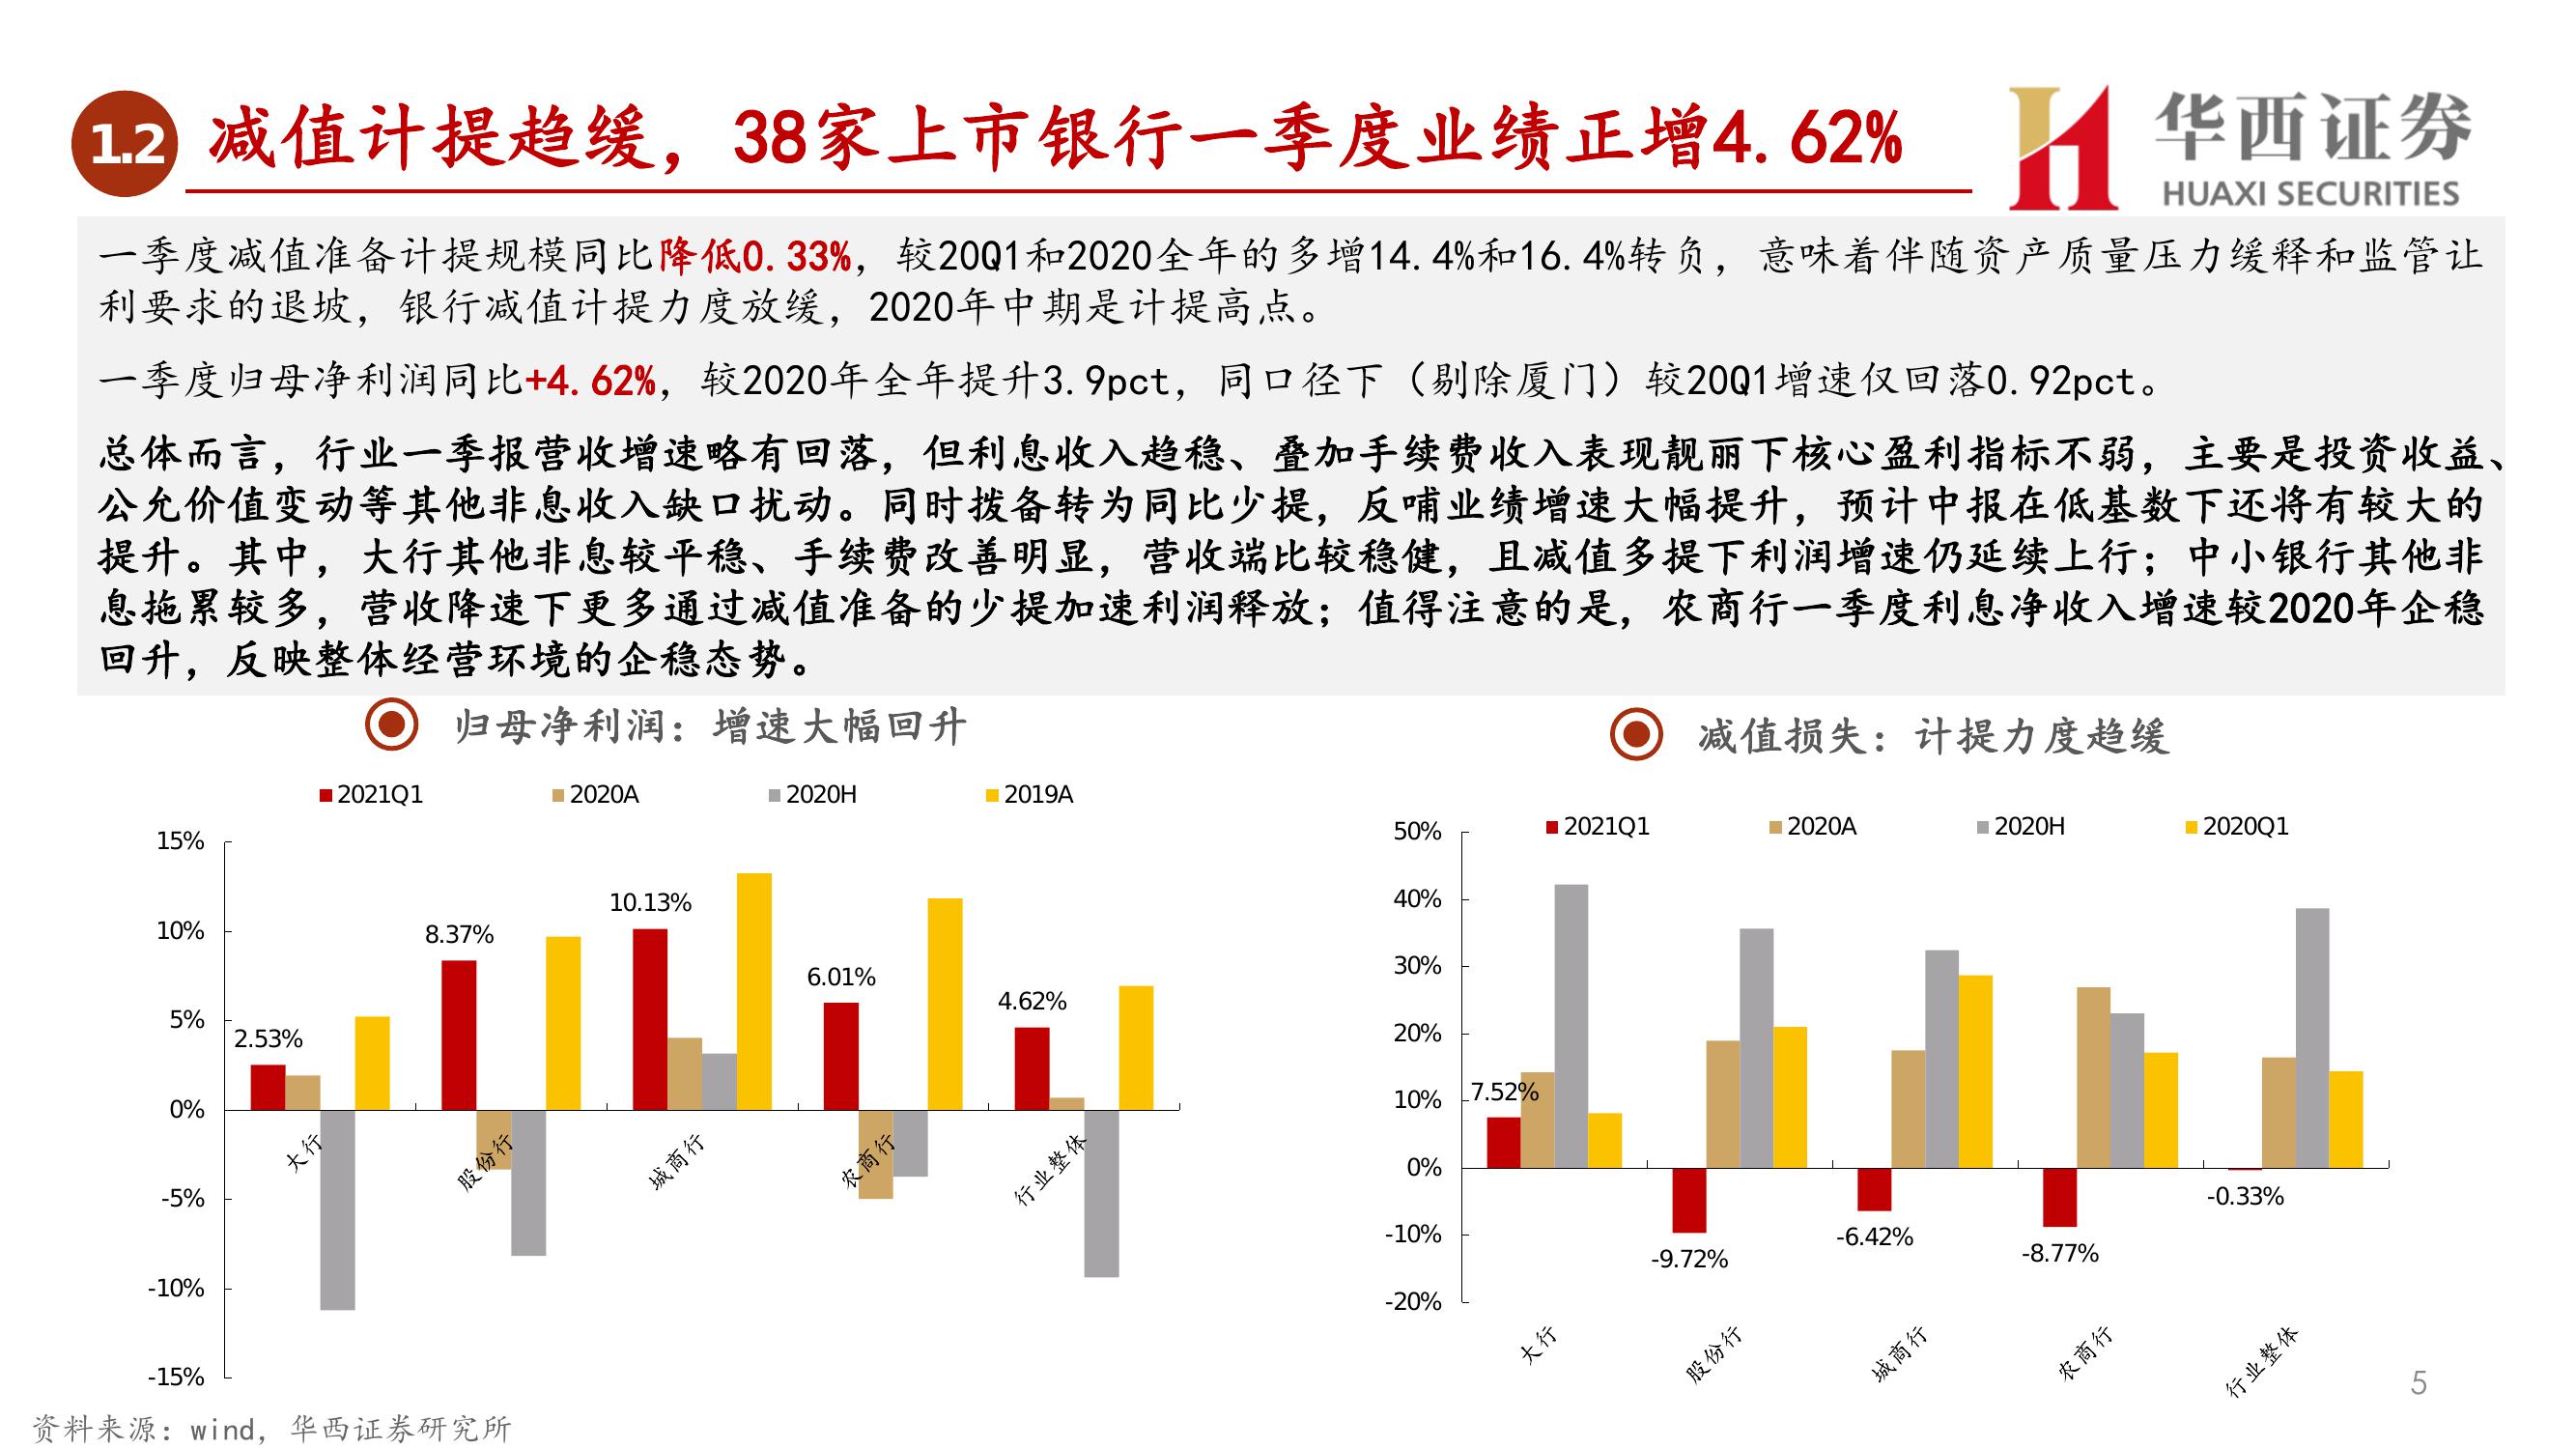 1.2
减值计提趋缓，38家上市银行一季度业绩正增4.62%
华西证券
HUAXI SECURITIES
一季度减值准备计提规模同比降低0.33%，较20Q1和2020全年的多增14.4%和16.4%转负，意味着伴随资产质量压力缓释和监管让
利要求的退坡，银行减值计提力度放缓，2020年中期是计提高点。
一季度归母净利润同比+4.62%，较2020年全年提升3.9pct，同口径下（剔除厦门）较20Q1增速仅回落0.92pct。
总体而言，行业一季报营收增速略有回落，但利息收入趋稳、叠加手续费收入表现靓丽下核心盈利指标不弱，主要是投资收益、
公允价值变动等其他非息收入缺口扰动。同时拨备转为同比少提，反哺业绩增速大幅提升，预计中报在低基数下还将有较大的
提升。其中，大行其他非息较平稳、手续费改善明显，营收端比较稳健，且减值多提下利润增速仍延续上行；中小银行其他非
息拖累较多，营收降速下更多通过减值准备的少提加速利润释放；值得注意的是，农商行一季度利息净收入增速较2020年企稳
回升，反映整体经营环境的企稳态势。
归母净利润：增速大幅回升
2021Q1 2020A 2020H 2019A
15%
10%
5%
0%
-5%
-10%
-15%
2.53%
8.37%
10.13%
6.01%
4.62%
大行
股份行
城商行
农商行
行业整体
减值损失：计提力度趋缓
2021Q1 2020A 2020H 2020Q1
50%
40%
30%
20%
10%
0%
-10%
-20%
7.52%
-9.72%
-6.42%
-8.77%
-0.33%
大行
股份行
城商行
农商行
行业整体
5
资料来源：wind，华西证券研究所